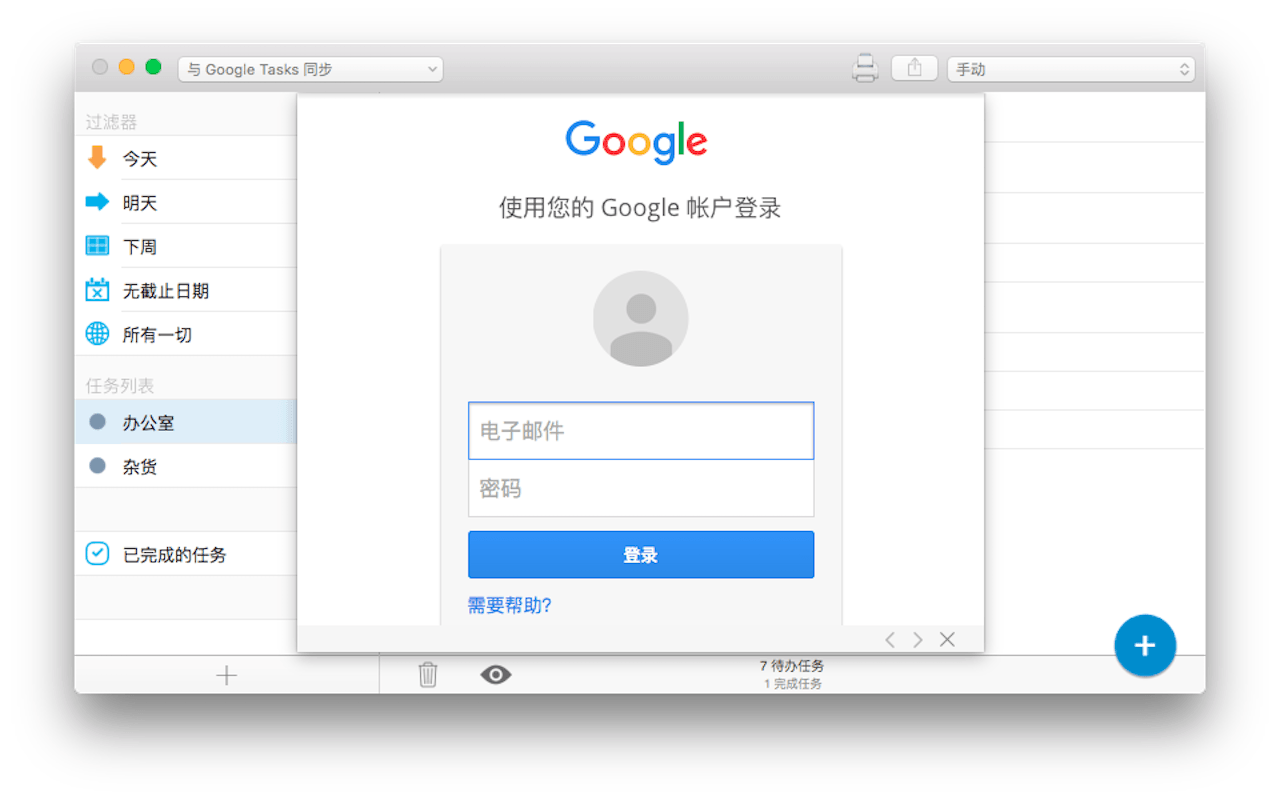 与 Google Tasks 同步
手动
过滤器
今天
明天
下周
无截止日期
所有一切
任务列表
办公室
杂货
已完成的任务
Google
使用您的 Google 帐户登录
电子邮件
密码
登录
需要帮助?
7 待办任务
1 完成任务